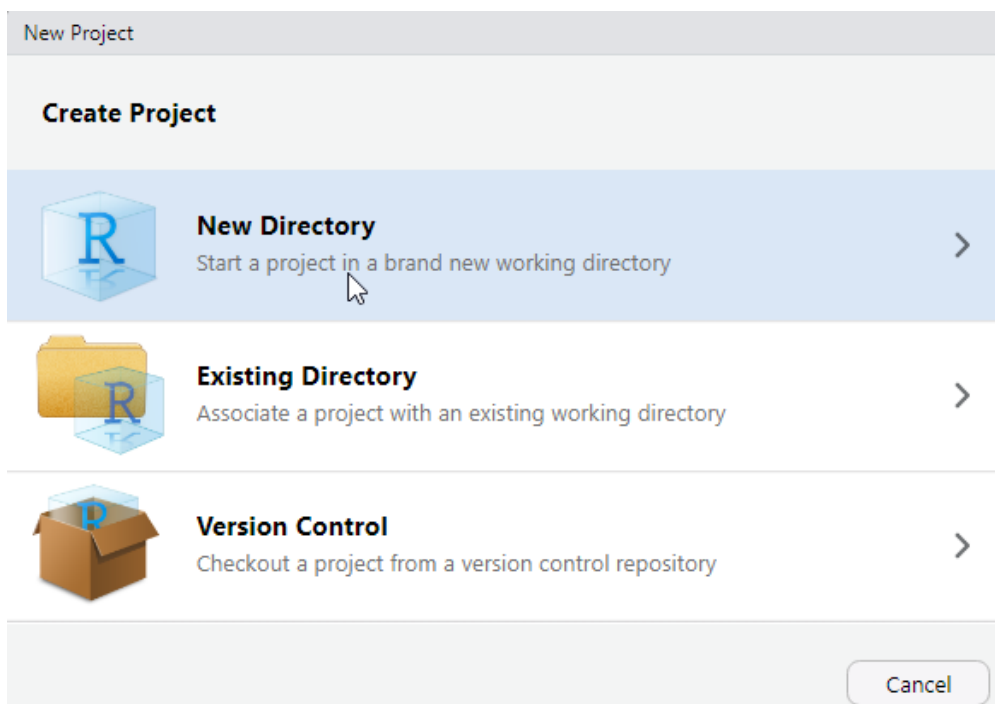 New Project
Create Project
R
New Directory
Start a project in a brand new working directory
R
Existing Directory
Associate a project with an existing working directory
R
Version Control
Checkout a project from a version control repository
Cancel